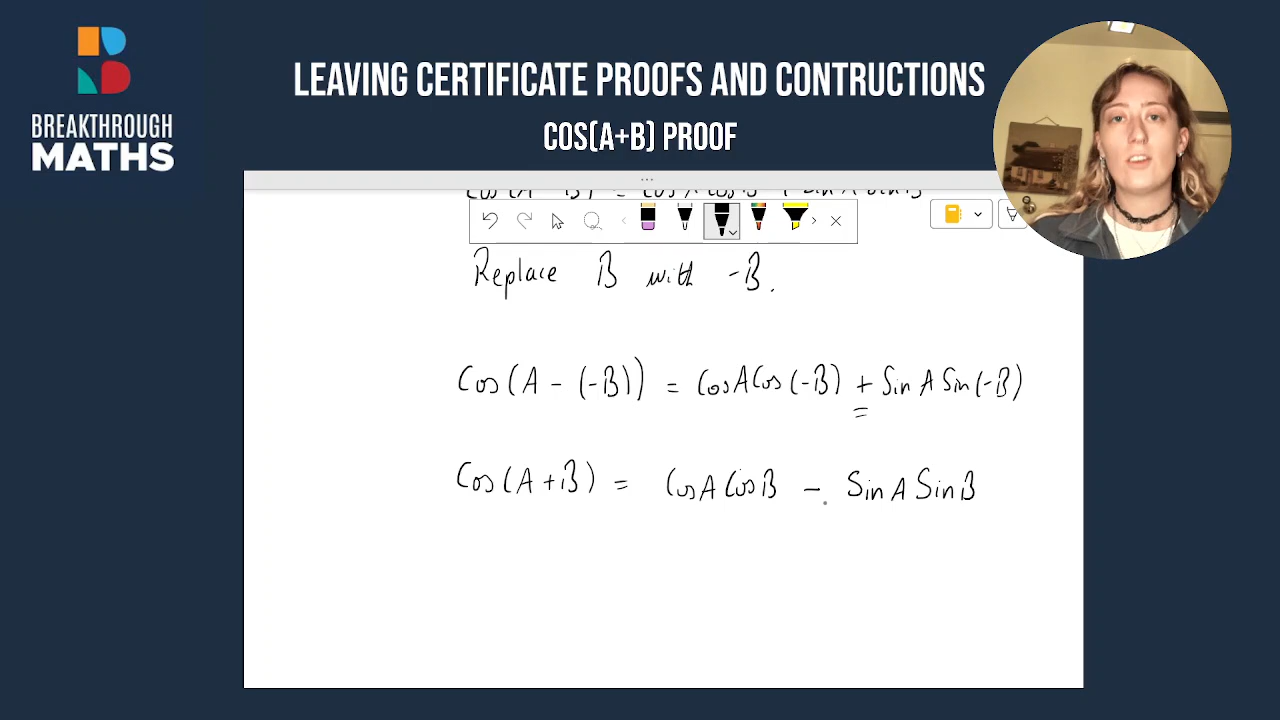 BREAKTHROUGH
MATHS
LEAVING CERTIFICATE PROOFS AND CONTRUCTIONS
COS(A+B) PROOF
Replace B with -B.
Cos(A - (-B)) = CosACos(-B) + SinASin(-B)
=
Cos(A+B) = CosACosB - SinASinB